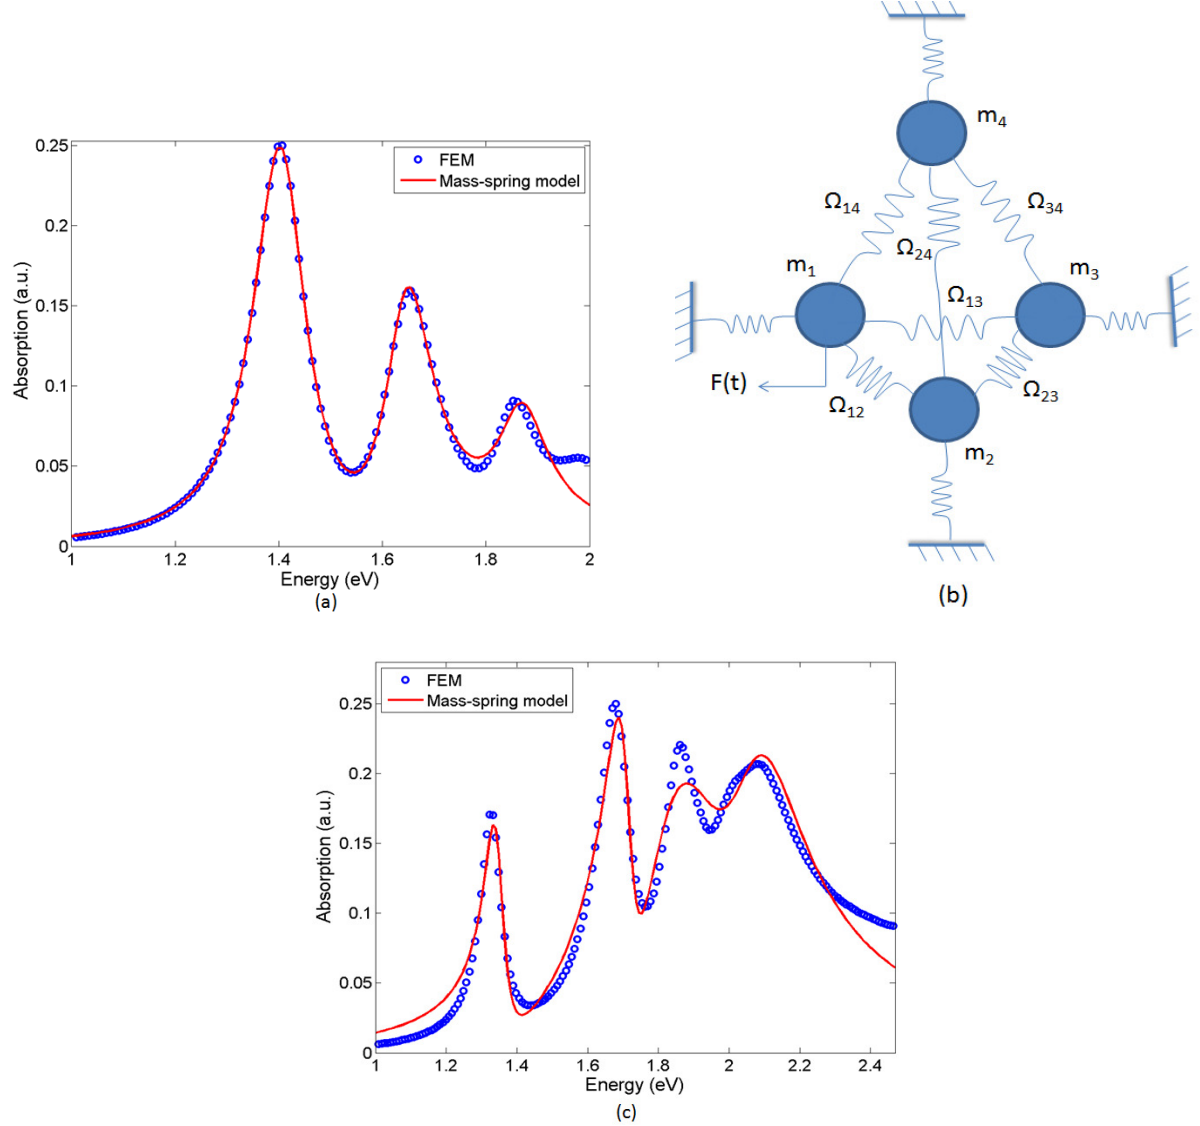 0.25
0.2
0.15
0.1
0.05
0
1
1.2
1.4
1.6
1.8
2
Absorption (a.u.)
Energy (eV)
FEM
Mass-spring model
(a)
m₄
Ω₁₄
Ω₃₄
Ω₂₄
m₁
m₃
Ω₁₃
F(t)
Ω₁₂
Ω₂₃
m₂
(b)
FEM
Mass-spring model
0.25
0.2
0.15
0.1
0.05
0
1
1.2
1.4
1.6
1.8
2
2.2
2.4
Absorption (a.u.)
Energy (eV)
(c)